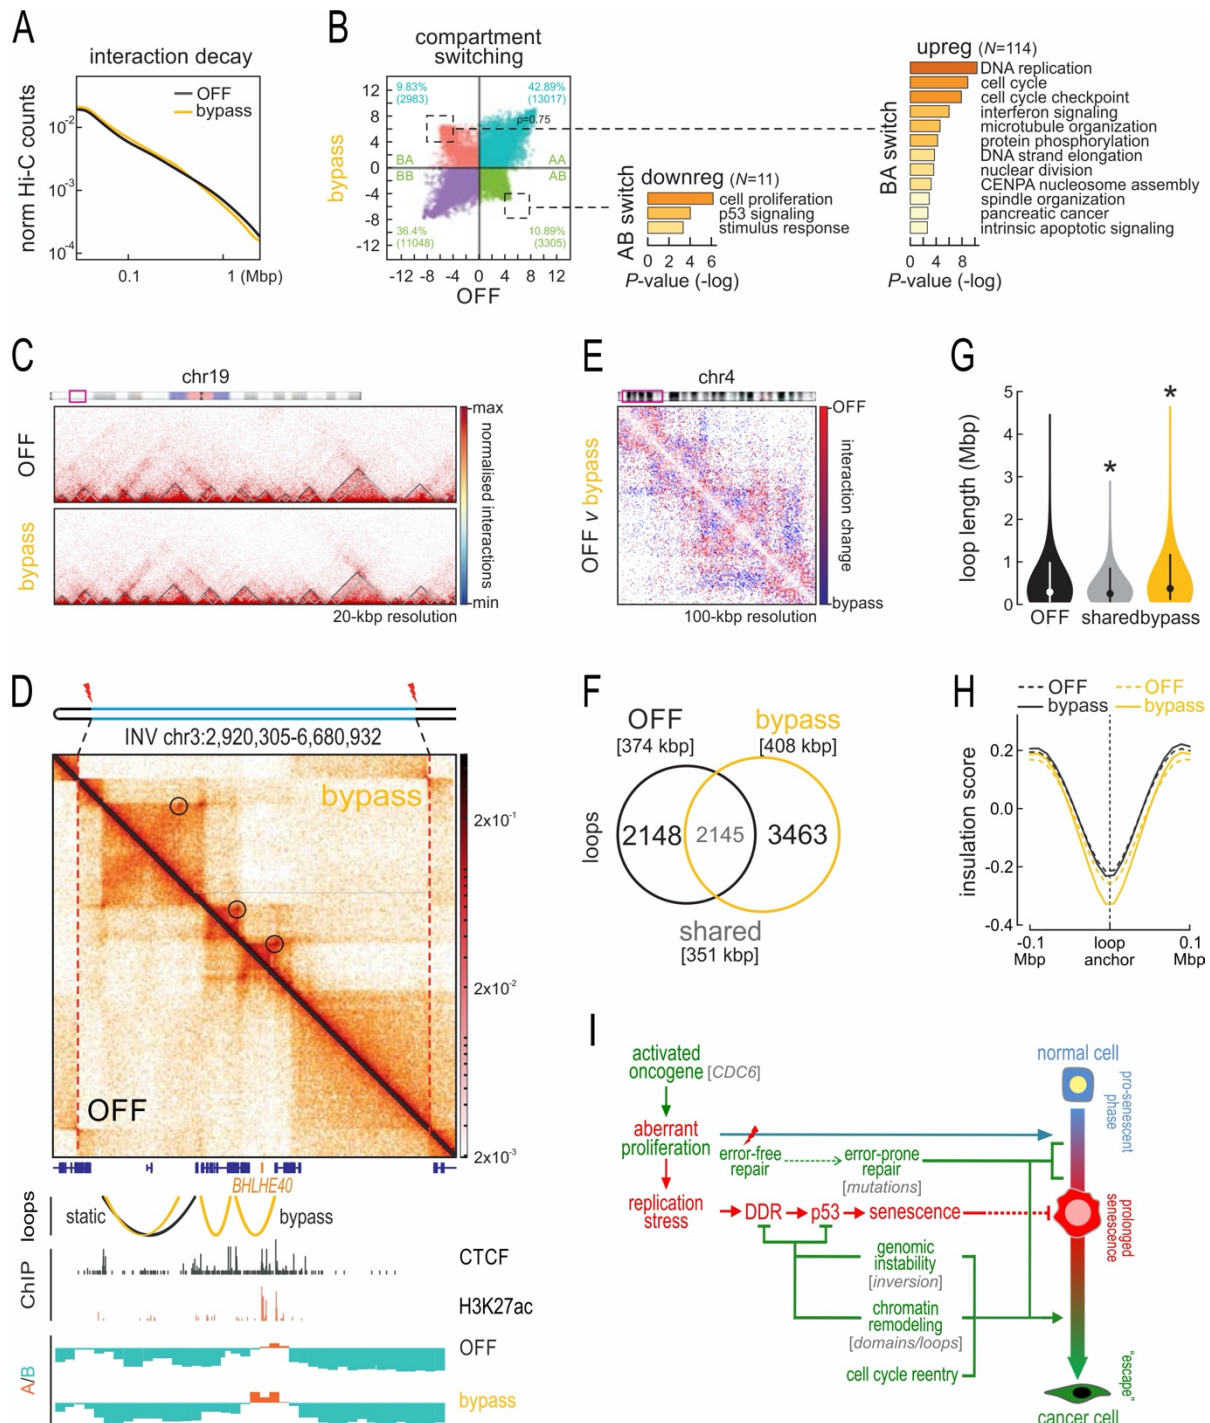 A
interaction decay
norm Hi-C counts
OFF
bypass
10-2
10-3
10-4
0.1
1 (Mbp)
B
compartment
switching
bypass
12
8
4
0
-4
-8
-12
9.83%
(2983)
42.89%
(13017)
ρ=0.75
BA
AA
BB
AB
36.4%
(11048)
10.89%
(3305)
-12 -8 -4 0 4 8 12
OFF
downreg (N=11)
AB switch
cell proliferation
p53 signaling
stimulus response
0 2 4 6
P-value (-log)
upreg (N=114)
BA switch
DNA replication
cell cycle
cell cycle checkpoint
interferon signaling
microtubule organization
protein phosphorylation
DNA strand elongation
nuclear division
CENPA nucleosome assembly
spindle organization
pancreatic cancer
intrinsic apoptotic signaling
0 4 8
P-value (-log)
C
chr19
OFF
bypass
max
normalised interactions
min
20-kbp resolution
E
chr4
OFF v bypass
OFF
interaction change
bypass
100-kbp resolution
G
loop length (Mbp)
5
4
3
2
1
0
*
*
OFF
shared
bypass
D
INV chr3:2,920,305-6,680,932
bypass
OFF
2x10-1
2x10-2
2x10-3
BHLHE40
loops
static
bypass
ChIP
CTCF
H3K27ac
A/B
OFF
bypass
F
OFF
[374 kbp]
bypass
[408 kbp]
loops
2148
2145
3463
shared
[351 kbp]
H
OFF
bypass
OFF
bypass
insulation score
0.2
0.0
-0.2
-0.4
-0.1
Mbp
loop
anchor
0.1
Mbp
I
activated
oncogene
[CDC6]
aberrant
proliferation
replication
stress
error-free
repair
error-prone
repair
[mutations]
DDR
p53
senescence
genomic
instability
[inversion]
chromatin
remodeling
[domains/loops]
cell cycle reentry
normal cell
pro-senescent
phase
prolonged
senescence
"escape"
cancer cell